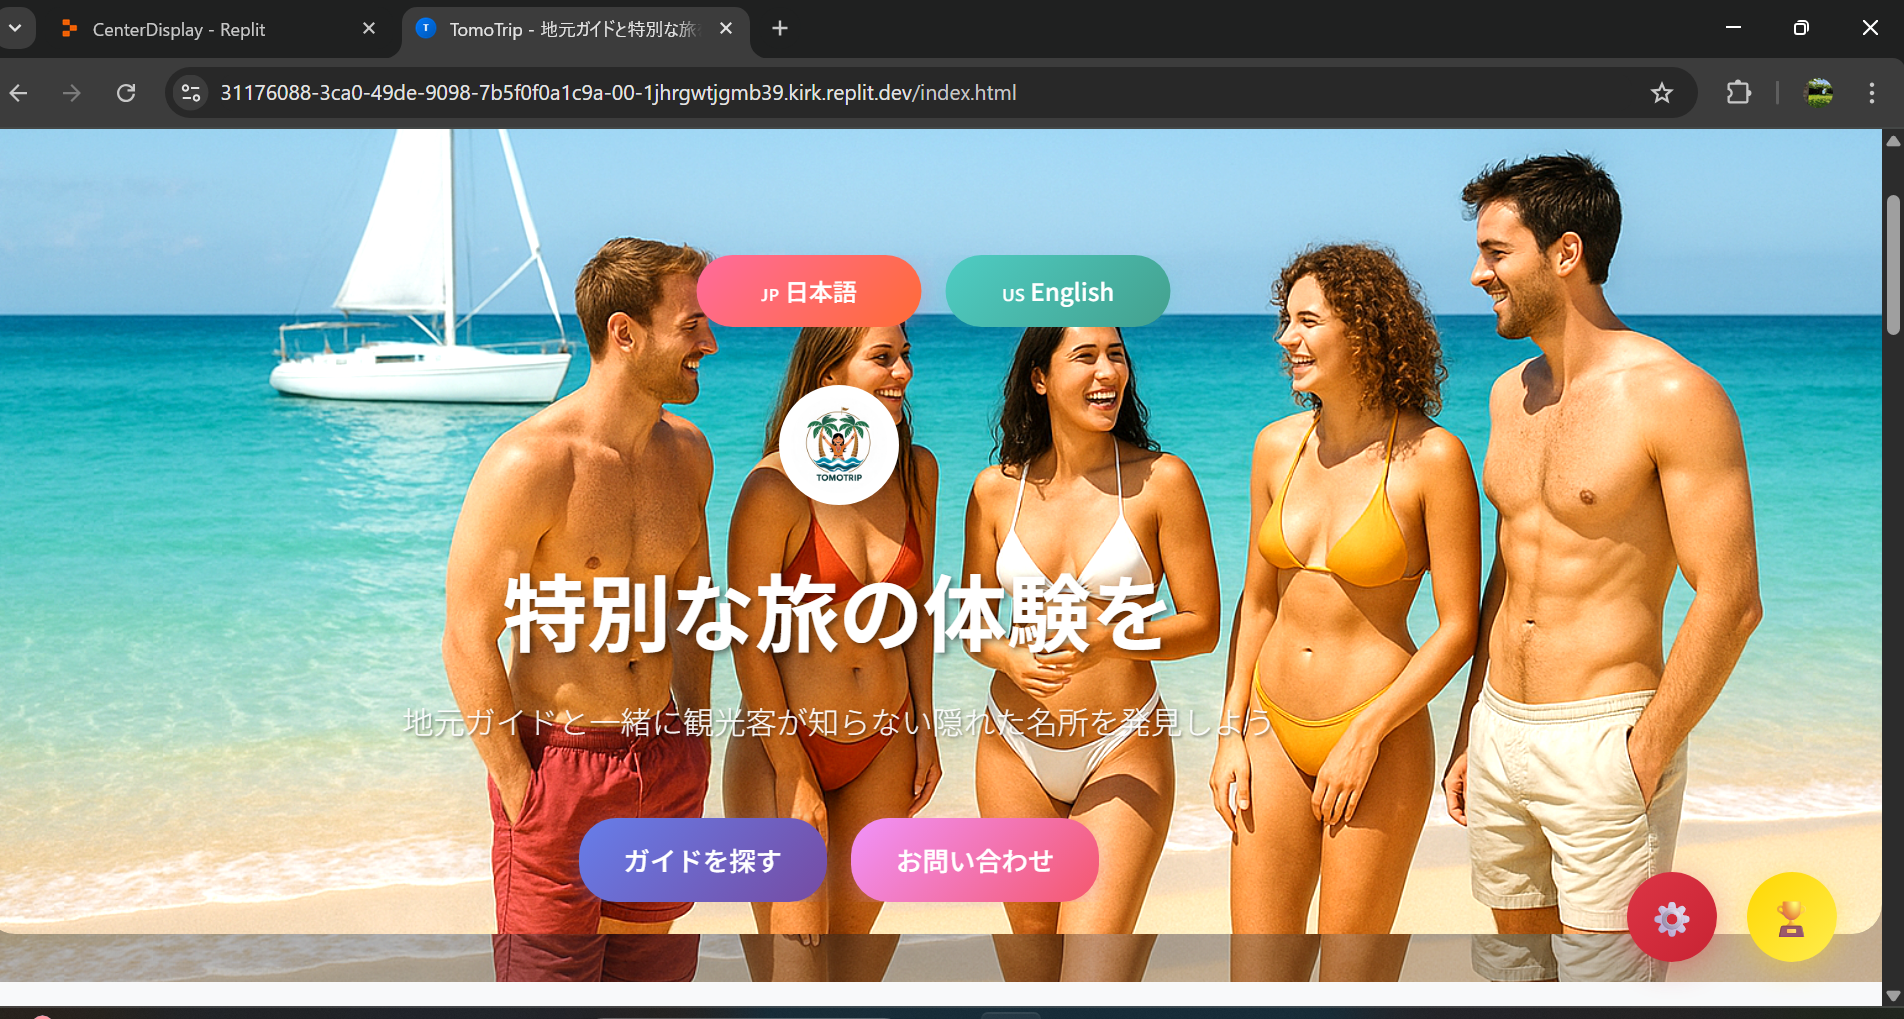 CenterDisplay - Replit
TomoTrip - 地元ガイドと特別な旅
31176088-3ca0-49de-9098-7b5f0f0a1c9a-00-1jhrgwtjgmb39.kirk.replit.dev/index.html
JP 日本語
US English
TOMOTRIP
特別な旅の体験を
地元ガイドと一緒に観光客が知らない隠れた名所を発見しよう
ガイドを探す
お問い合わせ